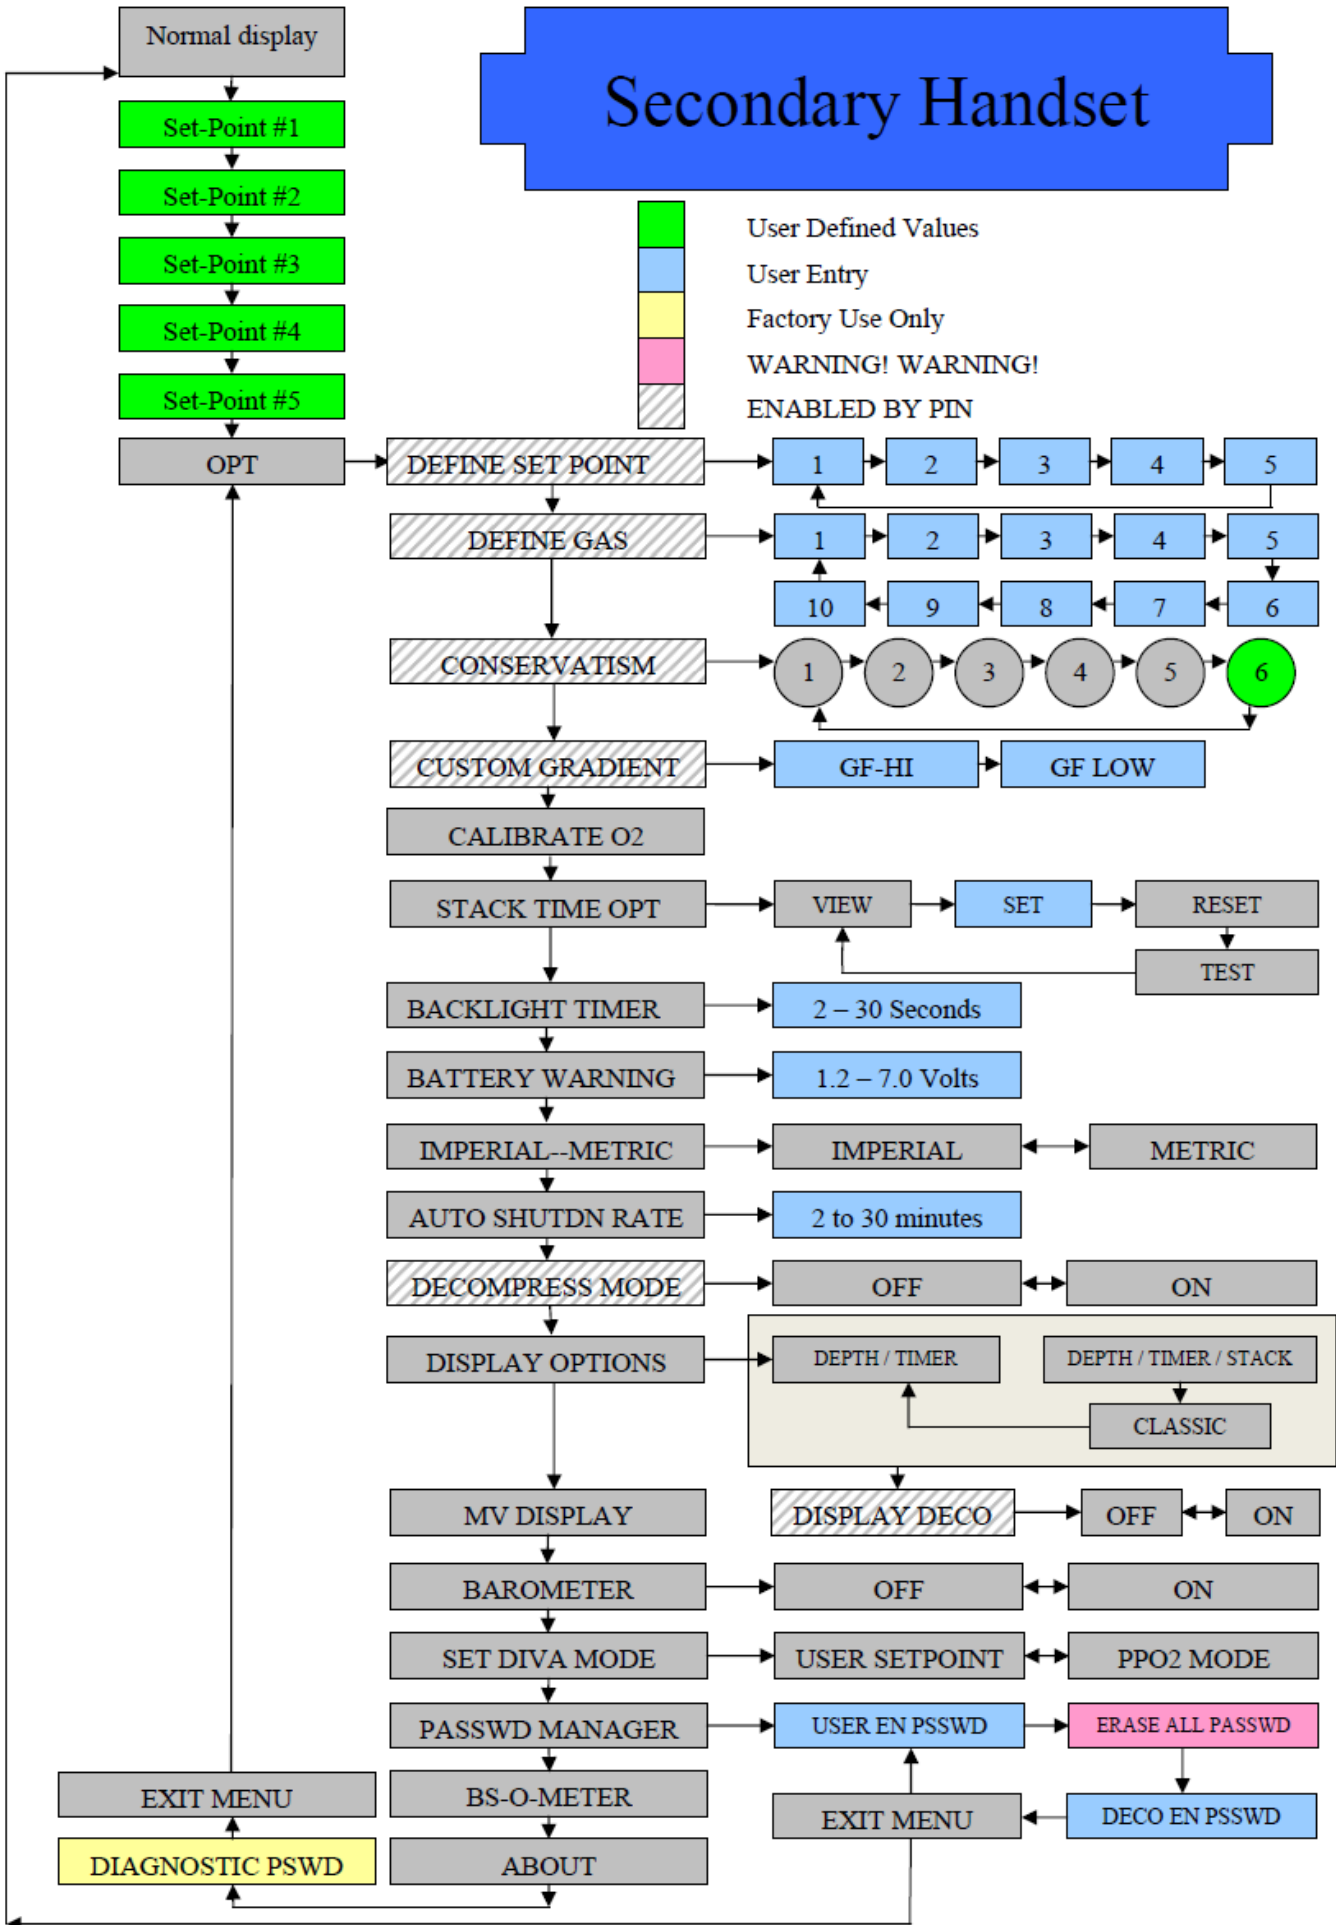 Normal display
Secondary Handset
Set-Point #1
Set-Point #2
Set-Point #3
Set-Point #4
Set-Point #5
User Defined Values
User Entry
Factory Use Only
WARNING! WARNING!
ENABLED BY PIN
OPT
DEFINE SET POINT
1 2 3 4 5
DEFINE GAS
1 2 3 4 5
10 9 8 7 6
CONSERVATISM
1 2 3 4 5 6
CUSTOM GRADIENT
GF-HI
GF LOW
CALIBRATE O2
STACK TIME OPT
VIEW
SET
RESET
TEST
BACKLIGHT TIMER
2 – 30 Seconds
BATTERY WARNING
1.2 – 7.0 Volts
IMPERIAL--METRIC
IMPERIAL
METRIC
AUTO SHUTDN RATE
2 to 30 minutes
DECOMPRESS MODE
OFF
ON
DISPLAY OPTIONS
DEPTH / TIMER
DEPTH / TIMER / STACK
CLASSIC
MV DISPLAY
DISPLAY DECO
OFF
ON
BAROMETER
OFF
ON
SET DIVA MODE
USER SETPOINT
PPO2 MODE
PASSWD MANAGER
USER EN PSSWD
ERASE ALL PASSWD
EXIT MENU
BS-O-METER
EXIT MENU
DECO EN PSSWD
DIAGNOSTIC PSWD
ABOUT